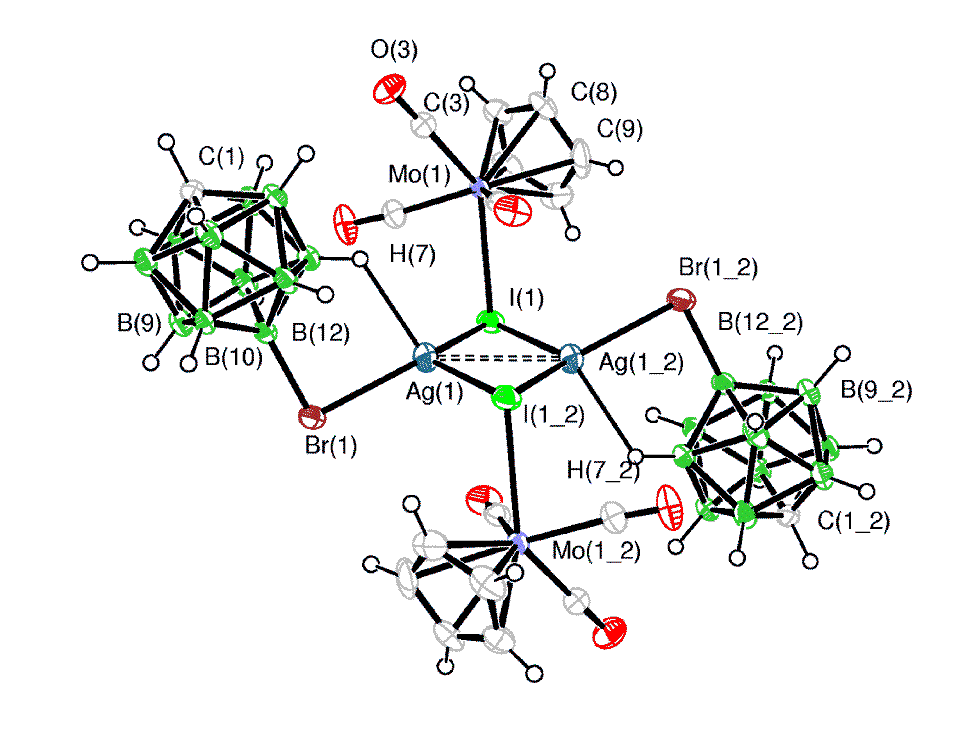 O(3)
C(3)
C(8)
C(9)
C(1)
Mo(1)
H(7)
Br(1_2)
I(1)
B(9)
B(10)
B(12)
B(12_2)
Ag(1)
Ag(1_2)
B(9_2)
I(1_2)
Br(1)
H(7_2)
C(1_2)
Mo(1_2)